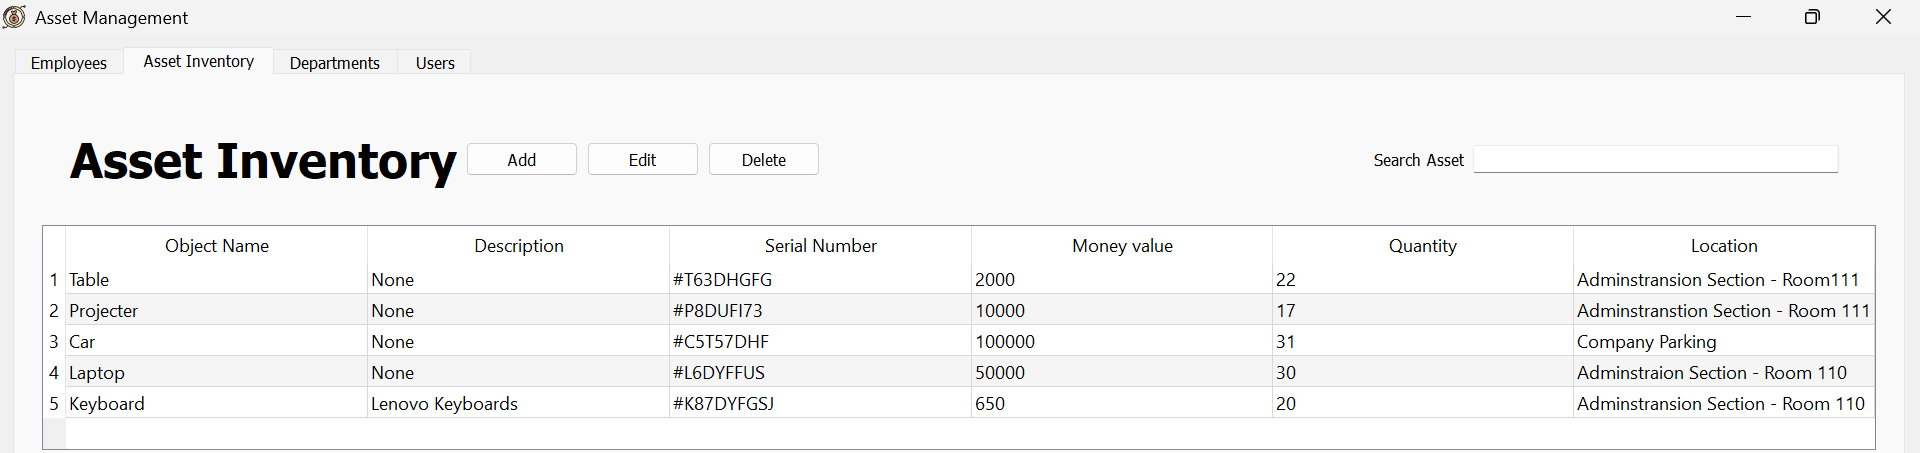 Asset Management
Employees Asset Inventory Departments Users
Asset Inventory Add Edit Delete Search Asset
Object Name Description Serial Number Money value Quantity Location
1 Table None #T63DHGFG 2000 22 Adminstransion Section - Room111
2 Projecter None #P8DUFI73 10000 17 Adminstranstion Section - Room 111
3 Car None #C5T57DHF 100000 31 Company Parking
4 Laptop None #L6DYFFUS 50000 30 Adminstraion Section - Room 110
5 Keyboard Lenovo Keyboards #K87DYFGSJ 650 20 Adminstransion Section - Room 110